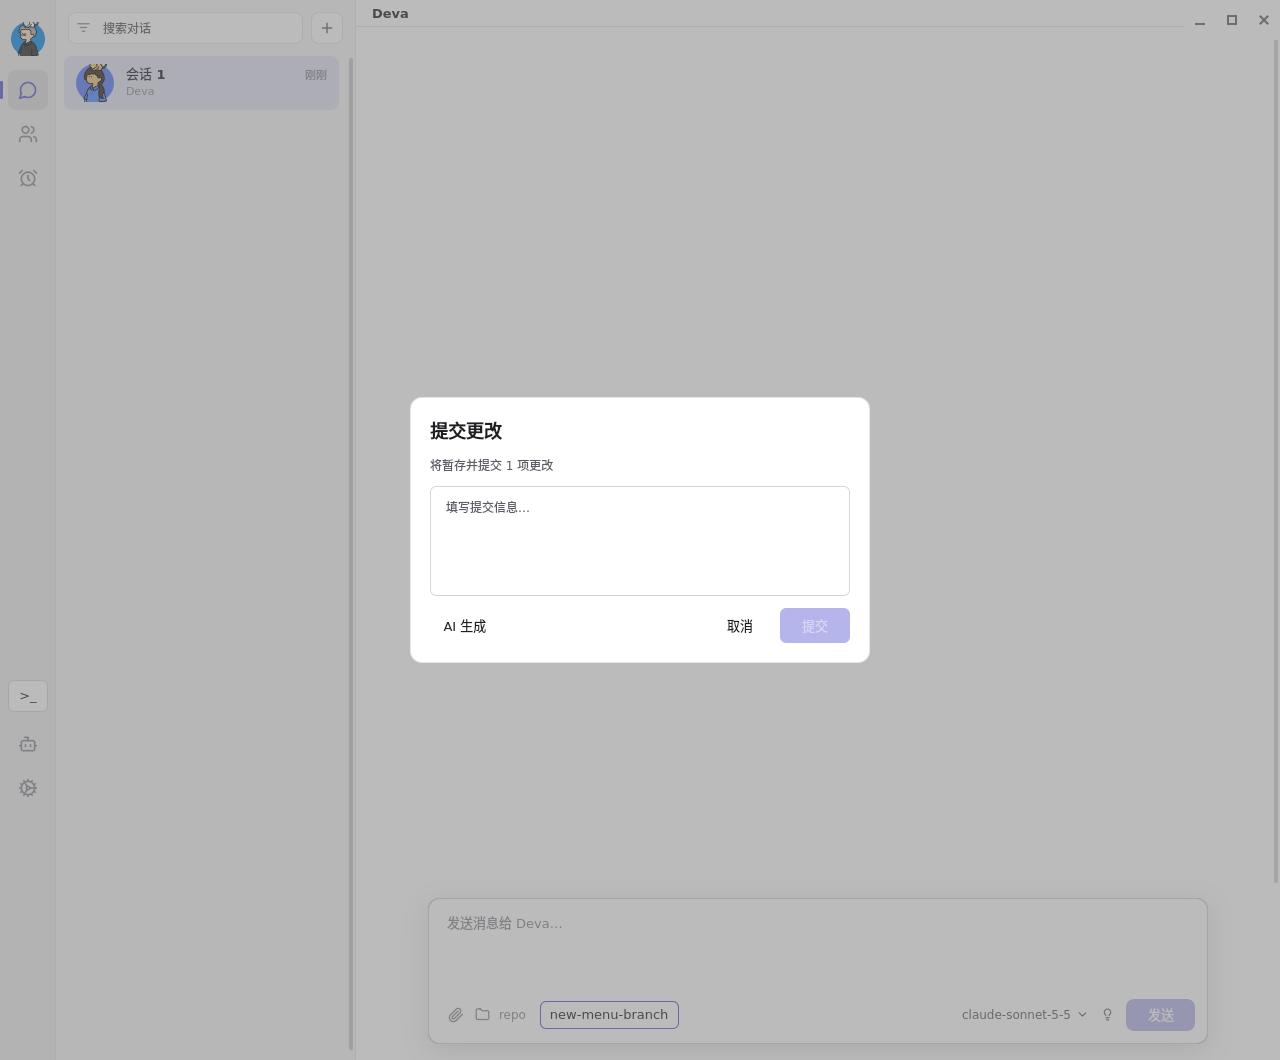 搜索对话
会话 1
刚刚
Deva
Deva
提交更改
将暂存并提交 1 项更改
填写提交信息...
AI 生成
取消
提交
>_
发送消息给 Deva...
repo
new-menu-branch
claude-sonnet-5-5
发送